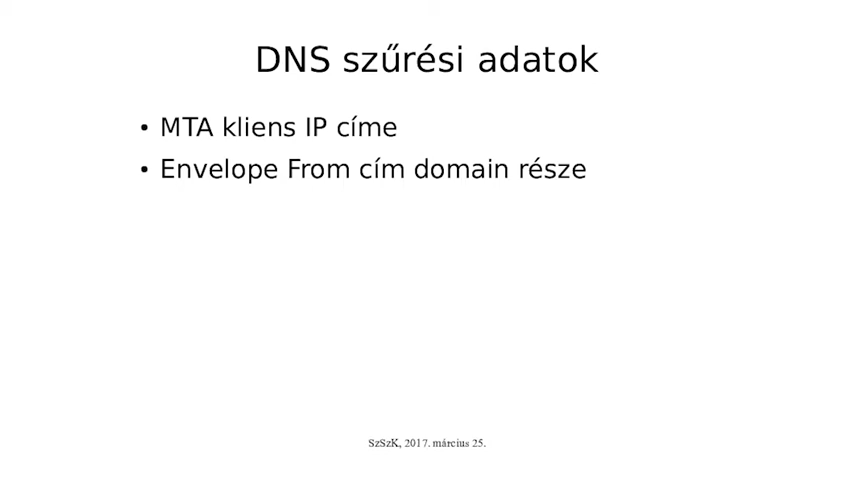 DNS szűrési adatok
• MTA kliens IP címe
• Envelope From cím domain része
SzSzK, 2017. március 25.